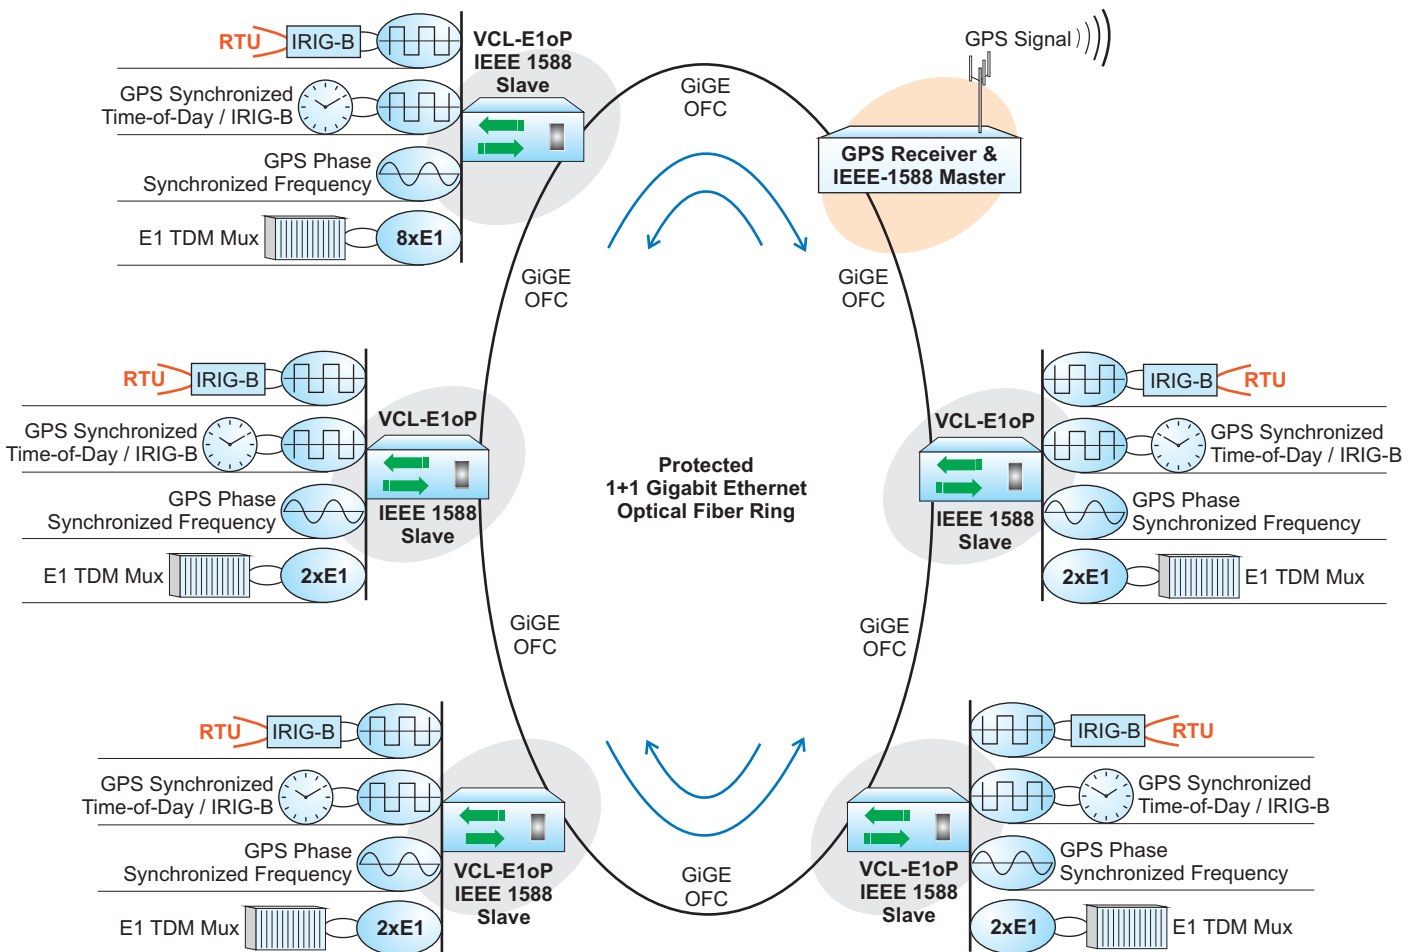 RTU
IRIG-B
VCL-E1oP
IEEE 1588
Slave
GPS Synchronized
Time-of-Day / IRIG-B
GPS Phase
Synchronized Frequency
E1 TDM Mux
8xE1
GiGE
OFC
GPS Signal
GPS Receiver &
IEEE-1588 Master
GiGE
OFC
GiGE
OFC
RTU
IRIG-B
GPS Synchronized
Time-of-Day / IRIG-B
VCL-E1oP
GPS Phase
Synchronized Frequency
IEEE 1588
Slave
E1 TDM Mux
2xE1
Protected
1+1 Gigabit Ethernet
Optical Fiber Ring
IRIG-B
RTU
VCL-E1oP
GPS Synchronized
Time-of-Day / IRIG-B
IEEE 1588
Slave
GPS Phase
Synchronized Frequency
2xE1
E1 TDM Mux
GiGE
OFC
GiGE
OFC
RTU
IRIG-B
GPS Synchronized
Time-of-Day / IRIG-B
GPS Phase
Synchronized Frequency
VCL-E1oP
IEEE 1588
Slave
E1 TDM Mux
2xE1
GiGE
OFC
IRIG-B
RTU
GPS Synchronized
Time-of-Day / IRIG-B
VCL-E1oP
IEEE 1588
Slave
GPS Phase
Synchronized Frequency
2xE1
E1 TDM Mux